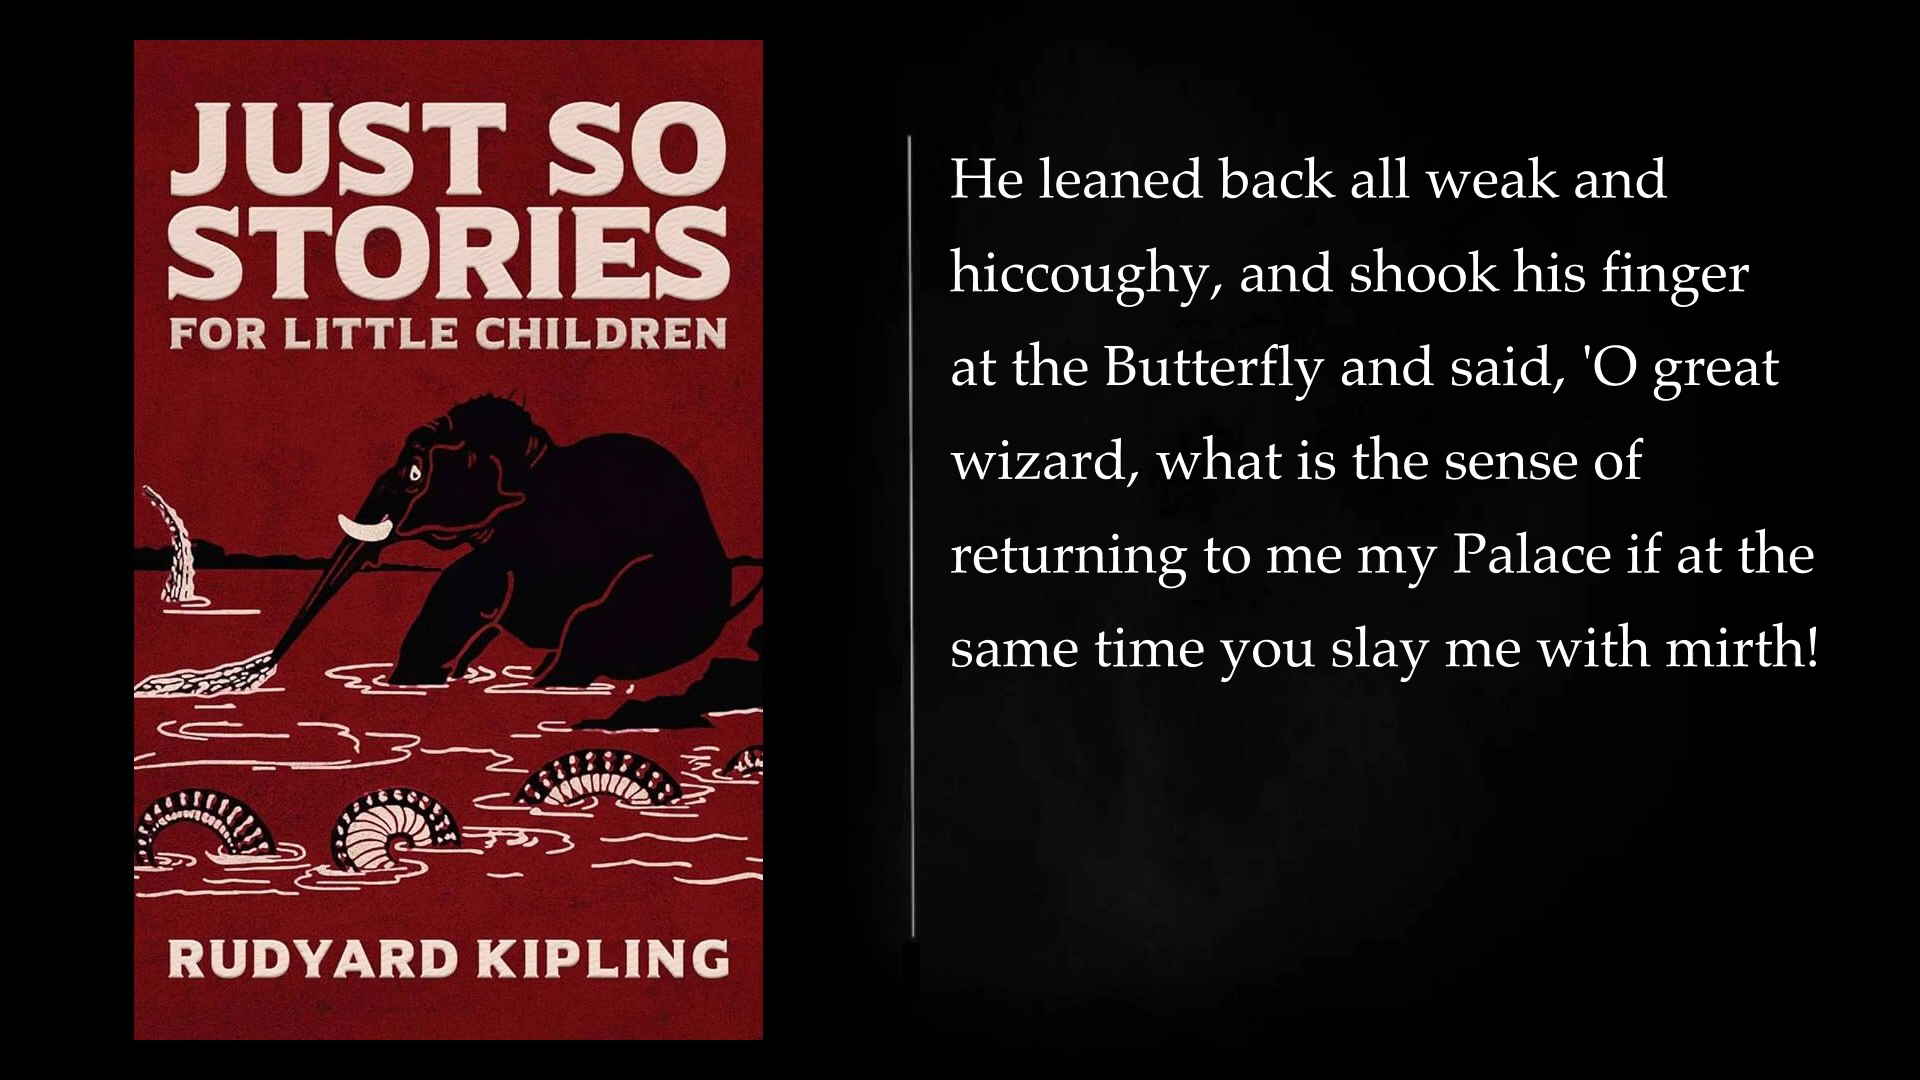 JUST SO
STORIES
FOR LITTLE CHILDREN
RUDYARD KIPLING
He leaned back all weak and
hiccoughy, and shook his finger
at the Butterfly and said, 'O great
wizard, what is the sense of
returning to me my Palace if at the
same time you slay me with mirth!